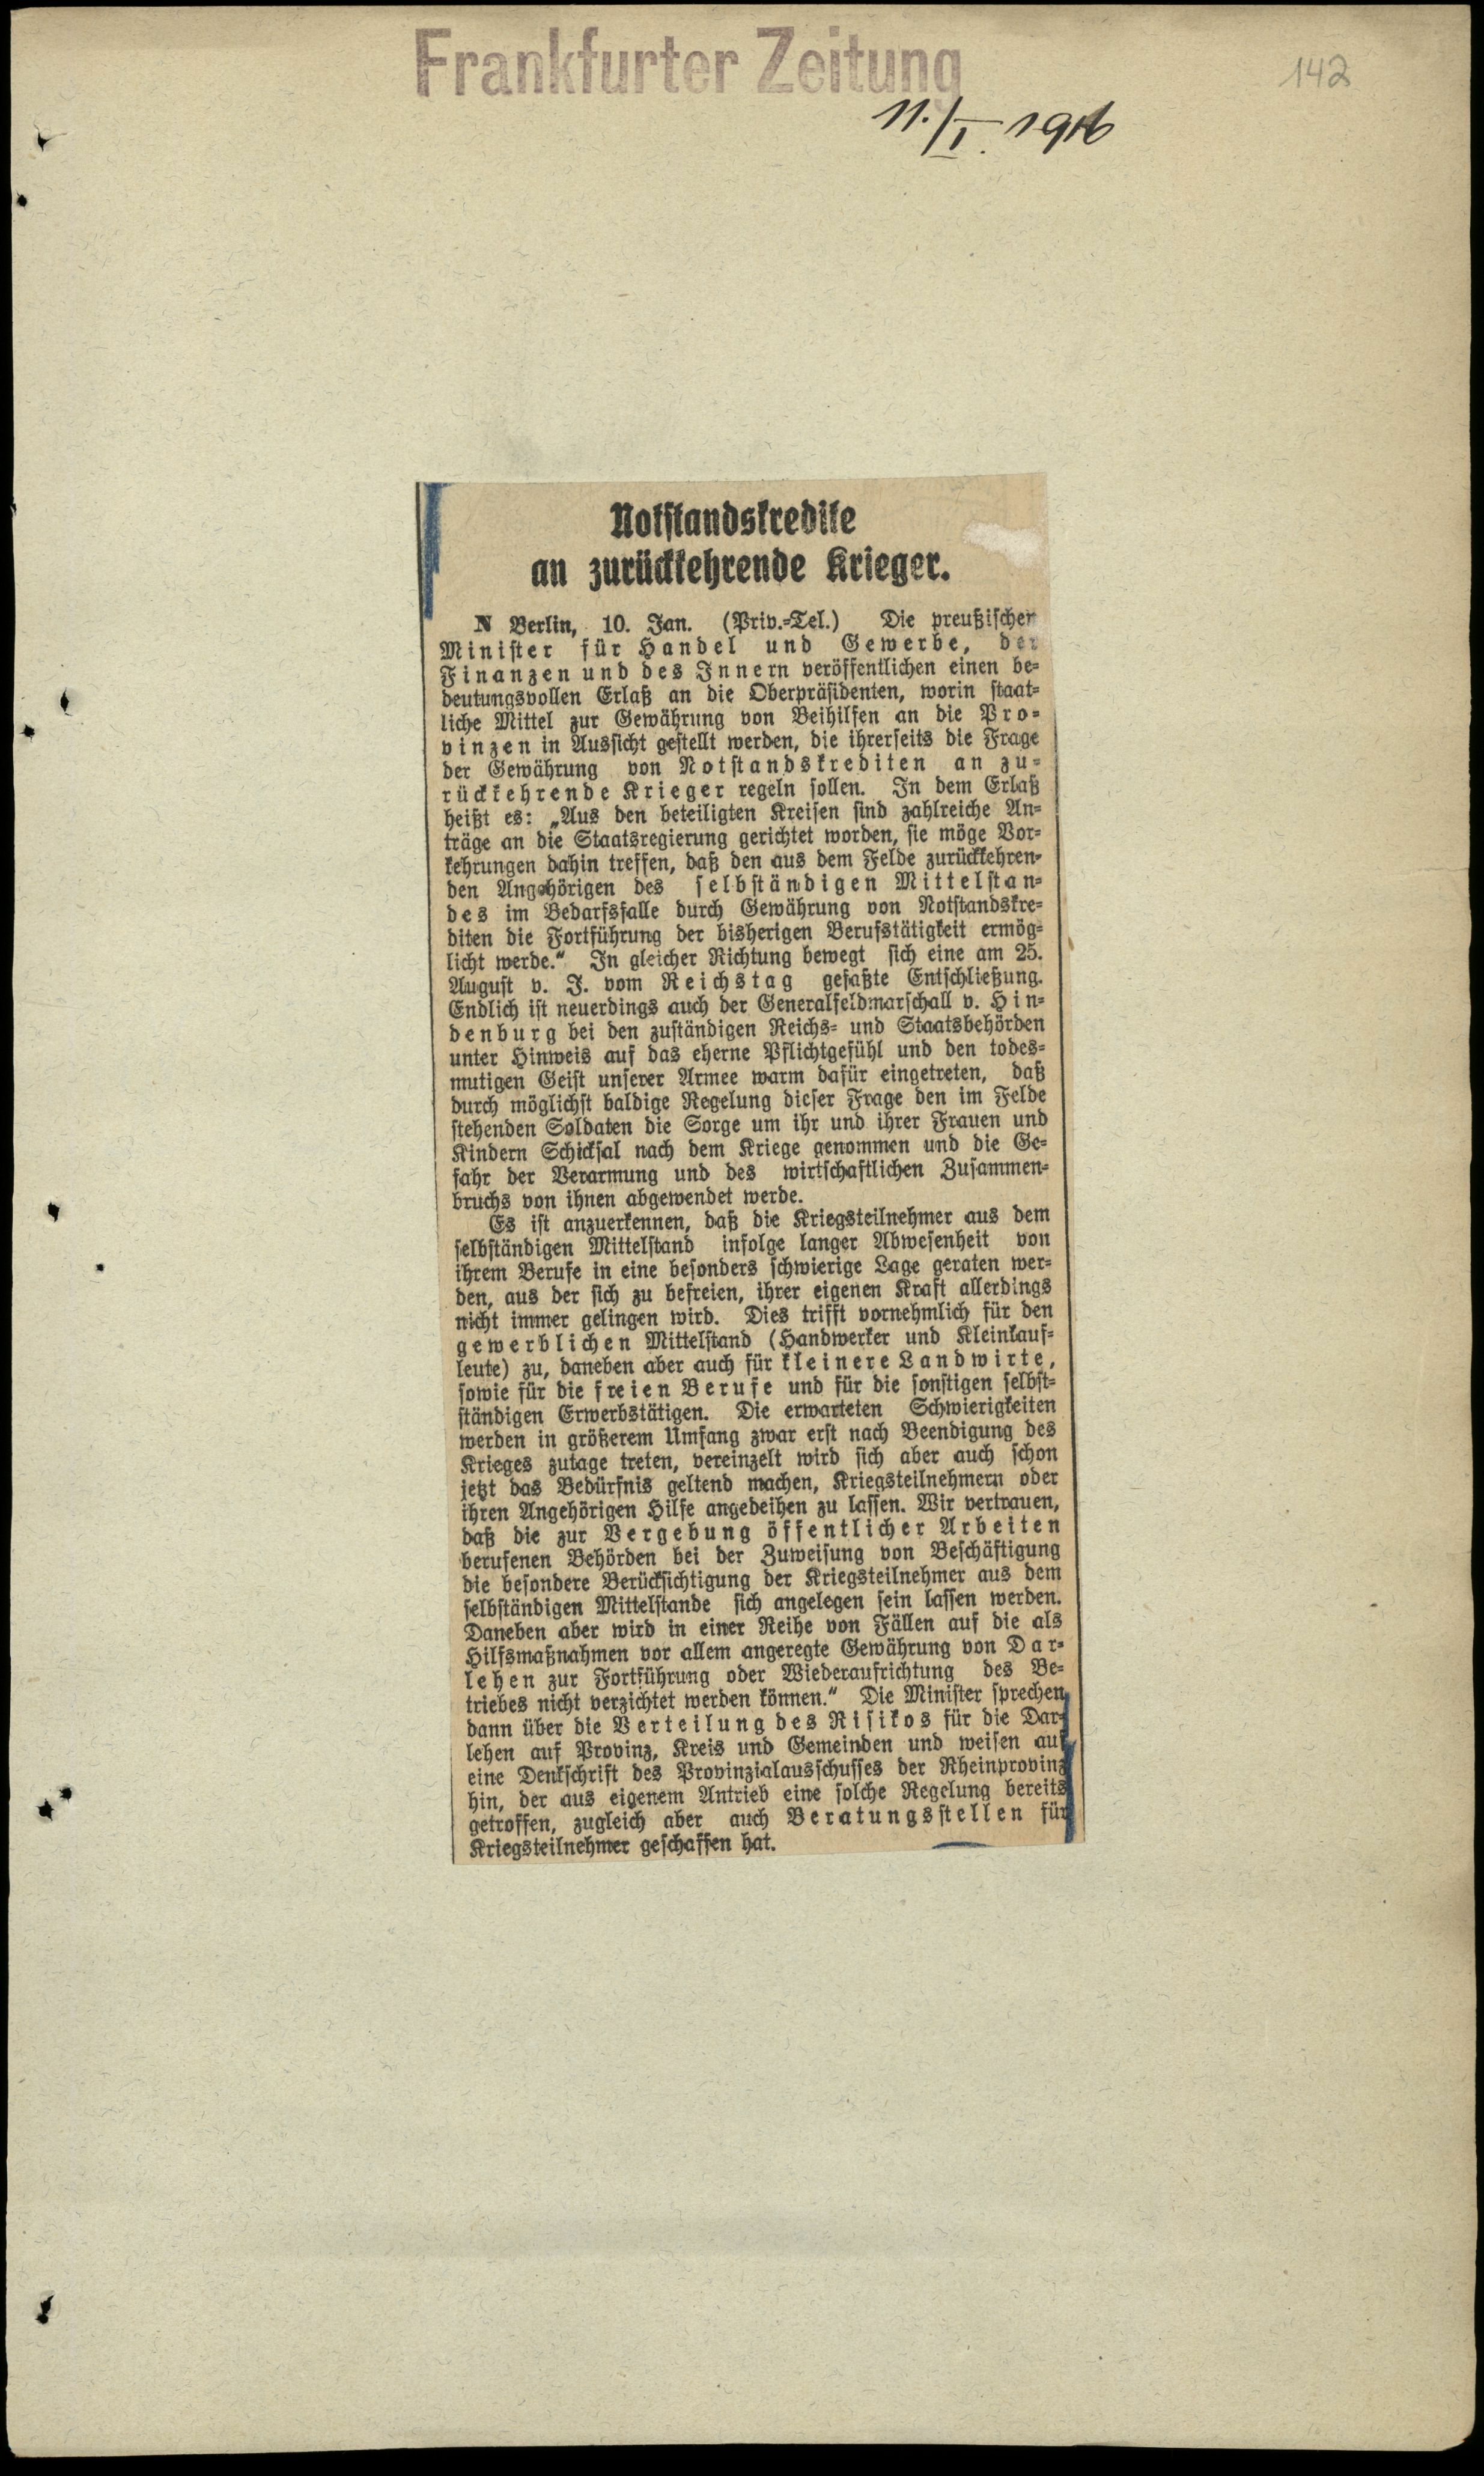 Frankfurter Zeitung
142
11./I. 1916
Notstandskredite
an zurückkehrende Krieger.
N Berlin, 10. Jan. (Priv.-Tel.) Die preußischen
Minister für Handel und Gewerbe, der
Finanzen und des Innern veröffentlichen einen be-
deutungsvollen Erlaß an die Oberpräsidenten, worin staat-
liche Mittel zur Gewährung von Beihilfen an die Pro-
vinzen in Aussicht gestellt werden, die ihrerseits die Frage
der Gewährung von Notstandskrediten an zu-
rückkehrende Krieger regeln sollen. In dem Erlaß
heißt es: „Aus den beteiligten Kreisen sind zahlreiche An-
träge an die Staatsregierung gerichtet worden, sie möge Vor-
kehrungen dahin treffen, daß den aus dem Felde zurückkehren-
den Angehörigen des selbständigen Mittelstan-
des im Bedarfsfalle durch Gewährung von Notstandskre-
diten die Fortführung der bisherigen Berufstätigkeit ermög-
licht werde.“ In gleicher Richtung bewegt sich eine am 25.
August v. J. vom Reichstag gefaßte Entschließung.
Endlich ist neuerdings auch der Generalfeldmarschall v. Hin-
denburg bei den zuständigen Reichs- und Staatsbehörden
unter Hinweis auf das eherne Pflichtgefühl und den todes-
mutigen Geist unserer Armee warm dafür eingetreten, daß
durch möglichst baldige Regelung dieser Frage den im Felde
stehenden Soldaten die Sorge um ihr und ihrer Frauen und
Kindern Schicksal nach dem Kriege genommen und die Ge-
fahr der Verarmung und des wirtschaftlichen Zusammen-
bruchs von ihnen abgewendet werde.
Es ist anzuerkennen, daß die Kriegsteilnehmer aus dem
selbständigen Mittelstand infolge langer Abwesenheit von
ihrem Berufe in eine besonders schwierige Lage geraten wer-
den, aus der sich zu befreien, ihrer eigenen Kraft allerdings
nicht immer gelingen wird. Dies trifft vornehmlich für den
gewerblichen Mittelstand (Handwerker und Kleinkauf-
leute) zu, daneben aber auch für kleinere Landwirte,
sowie für die freien Berufe und für die sonstigen selbst-
ständigen Erwerbstätigen. Die erwarteten Schwierigkeiten
werden in größerem Umfang zwar erst nach Beendigung des
Krieges zutage treten, vereinzelt wird sich aber auch schon
jetzt das Bedürfnis geltend machen, Kriegsteilnehmern oder
ihren Angehörigen Hilfe angedeihen zu lassen. Wir vertrauen,
daß die zur Vergebung öffentlicher Arbeiten
berufenen Behörden bei der Zuweisung von Beschäftigung
die besondere Berücksichtigung der Kriegsteilnehmer aus dem
selbständigen Mittelstande sich angelegen sein lassen werden.
Daneben aber wird in einer Reihe von Fällen auf die als
Hilfsmaßnahmen vor allem angeregte Gewährung von Dar-
lehen zur Fortführung oder Wiederaufrichtung des Be-
triebes nicht verzichtet werden können.“ Die Minister sprechen
dann über die Verteilung des Risikos für die Dar-
lehen auf Provinz, Kreis und Gemeinden und weisen auf
eine Denkschrift des Provinzialausschusses der Rheinprovinz
hin, der aus eigenem Antrieb eine solche Regelung bereits
getroffen, zugleich aber auch Beratungsstellen für
Kriegsteilnehmer geschaffen hat.